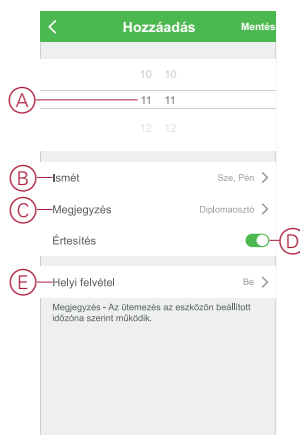 Hozzáadás Mentés
10 10
A 11 11
12 12
B Ismét Sze, Pén
C Megjegyzés Diplomaosztó
Értesítés D
E Helyi felvétel Be
Megjegyzés - Az ütemezés az eszközön beállított
időzóna szerint működik.